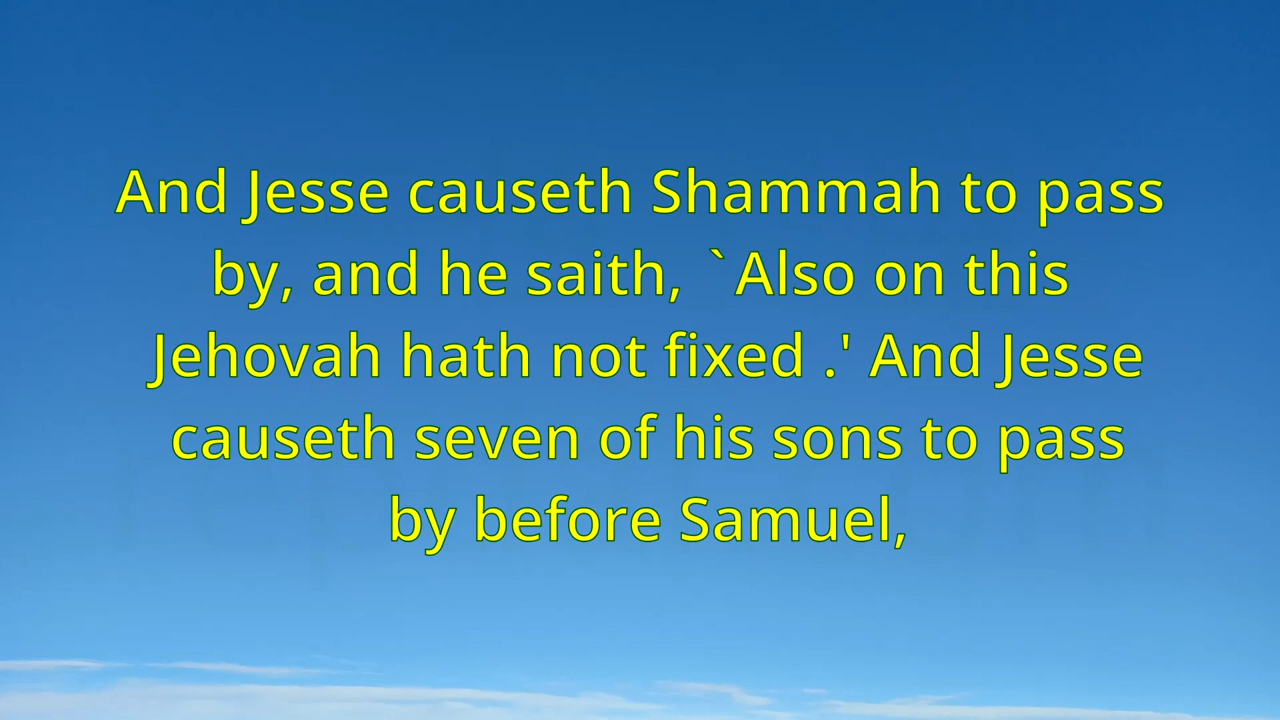 And Jesse causeth Shammah to pass
by, and he saith, `Also on this
Jehovah hath not fixed .' And Jesse
causeth seven of his sons to pass
by before Samuel,